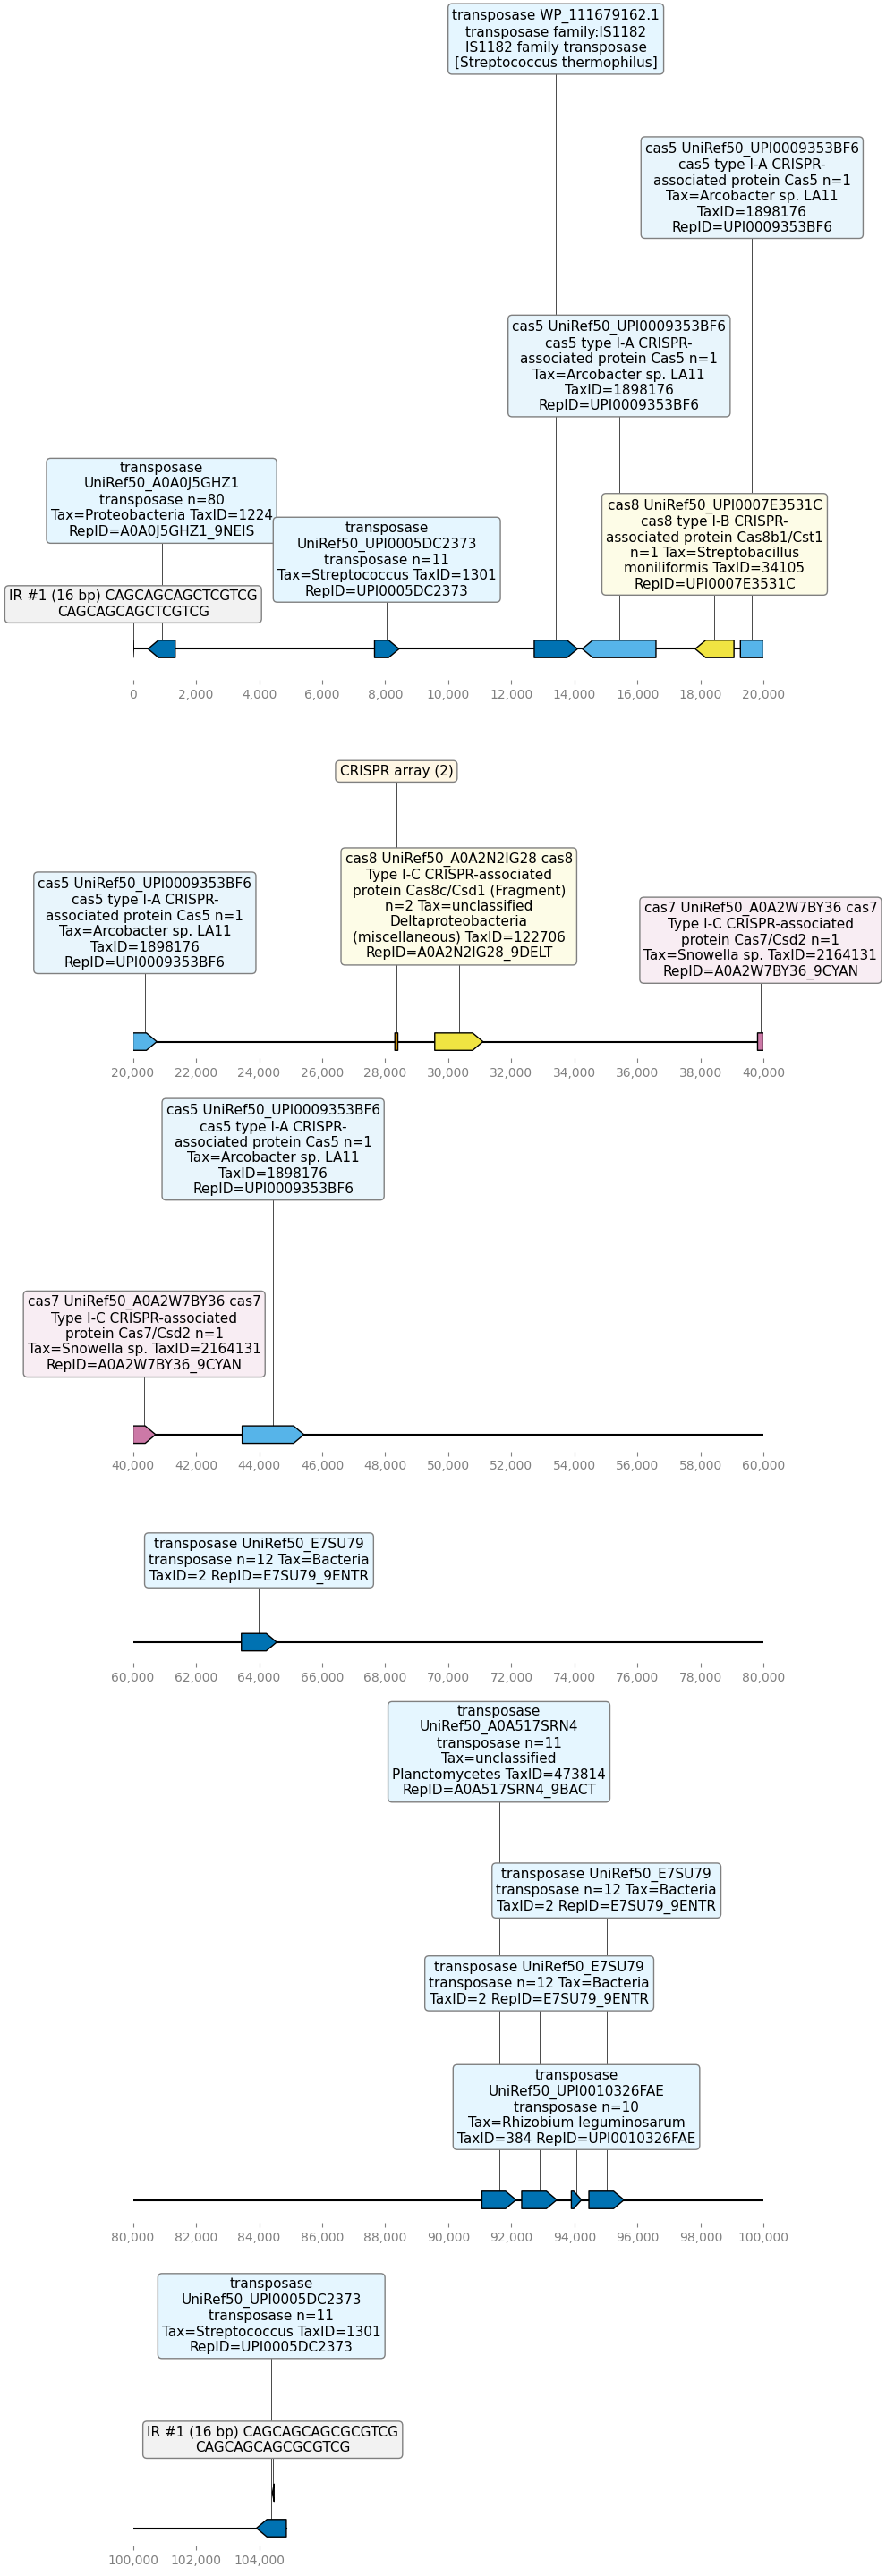 transposase WP_111679162.1
transposase family:IS1182
IS1182 family transposase
[Streptococcus thermophilus]
cas5 UniRef50_UPI0009353BF6
cas5 type I-A CRISPR-
associated protein Cas5 n=1
Tax=Arcobacter sp. LA11
TaxID=1898176
RepID=UPI0009353BF6
cas5 UniRef50_UPI0009353BF6
cas5 type I-A CRISPR-
associated protein Cas5 n=1
Tax=Arcobacter sp. LA11
TaxID=1898176
RepID=UPI0009353BF6
transposase
UniRef50_A0A0J5GHZ1
transposase n=80
Tax=Proteobacteria TaxID=1224
RepID=A0A0J5GHZ1_9NEIS
cas8 UniRef50_UPI0007E3531C
cas8 type I-B CRISPR-
associated protein Cas8b1/Cst1
n=1 Tax=Streptobacillus
moniliformis TaxID=34105
RepID=UPI0007E3531C
transposase
UniRef50_UPI0005DC2373
transposase n=11
Tax=Streptococcus TaxID=1301
RepID=UPI0005DC2373
IR #1 (16 bp) CAGCAGCAGCTCGTCG
CAGCAGCAGCTCGTCG
0 2,000 4,000 6,000 8,000 10,000 12,000 14,000 16,000 18,000 20,000
CRISPR array (2)
cas8 UniRef50_A0A2N2IG28 cas8
Type I-C CRISPR-associated
protein Cas8c/Csd1 (Fragment)
n=2 Tax=unclassified
Deltaproteobacteria
(miscellaneous) TaxID=122706
RepID=A0A2N2IG28_9DELT
cas5 UniRef50_UPI0009353BF6
cas5 type I-A CRISPR-
associated protein Cas5 n=1
Tax=Arcobacter sp. LA11
TaxID=1898176
RepID=UPI0009353BF6
cas7 UniRef50_A0A2W7BY36 cas7
Type I-C CRISPR-associated
protein Cas7/Csd2 n=1
Tax=Snowella sp. TaxID=2164131
RepID=A0A2W7BY36_9CYAN
20,000 22,000 24,000 26,000 28,000 30,000 32,000 34,000 36,000 38,000 40,000
cas5 UniRef50_UPI0009353BF6
cas5 type I-A CRISPR-
associated protein Cas5 n=1
Tax=Arcobacter sp. LA11
TaxID=1898176
RepID=UPI0009353BF6
cas7 UniRef50_A0A2W7BY36 cas7
Type I-C CRISPR-associated
protein Cas7/Csd2 n=1
Tax=Snowella sp. TaxID=2164131
RepID=A0A2W7BY36_9CYAN
40,000 42,000 44,000 46,000 48,000 50,000 52,000 54,000 56,000 58,000 60,000
transposase UniRef50_E7SU79
transposase n=12 Tax=Bacteria
TaxID=2 RepID=E7SU79_9ENTR
60,000 62,000 64,000 66,000 68,000 70,000 72,000 74,000 76,000 78,000 80,000
transposase
UniRef50_A0A517SRN4
transposase n=11
Tax=unclassified
Planctomycetes TaxID=473814
RepID=A0A517SRN4_9BACT
transposase UniRef50_E7SU79
transposase n=12 Tax=Bacteria
TaxID=2 RepID=E7SU79_9ENTR
transposase UniRef50_E7SU79
transposase n=12 Tax=Bacteria
TaxID=2 RepID=E7SU79_9ENTR
transposase
UniRef50_UPI0010326FAE
transposase n=10
Tax=Rhizobium leguminosarum
TaxID=384 RepID=UPI0010326FAE
80,000 82,000 84,000 86,000 88,000 90,000 92,000 94,000 96,000 98,000 100,000
transposase
UniRef50_UPI0005DC2373
transposase n=11
Tax=Streptococcus TaxID=1301
RepID=UPI0005DC2373
IR #1 (16 bp) CAGCAGCAGCGCGTCG
CAGCAGCAGCGCGTCG
100,000 102,000 104,000